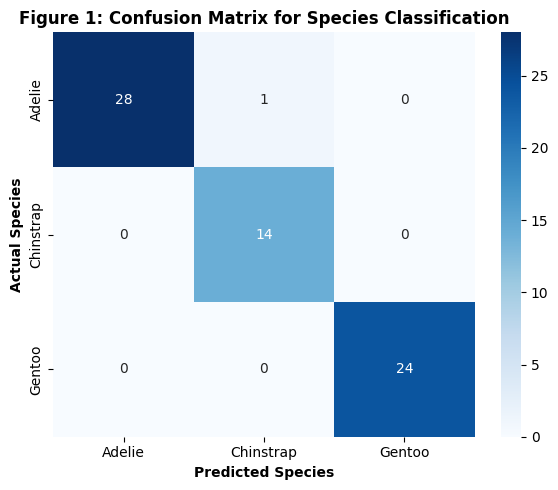 Figure 1: Confusion Matrix for Species Classification
Actual Species
Adelie
28 1 0
Chinstrap
0 14 0
Gentoo
0 0 24
Adelie Chinstrap Gentoo
Predicted Species
25
20
15
10
5
0